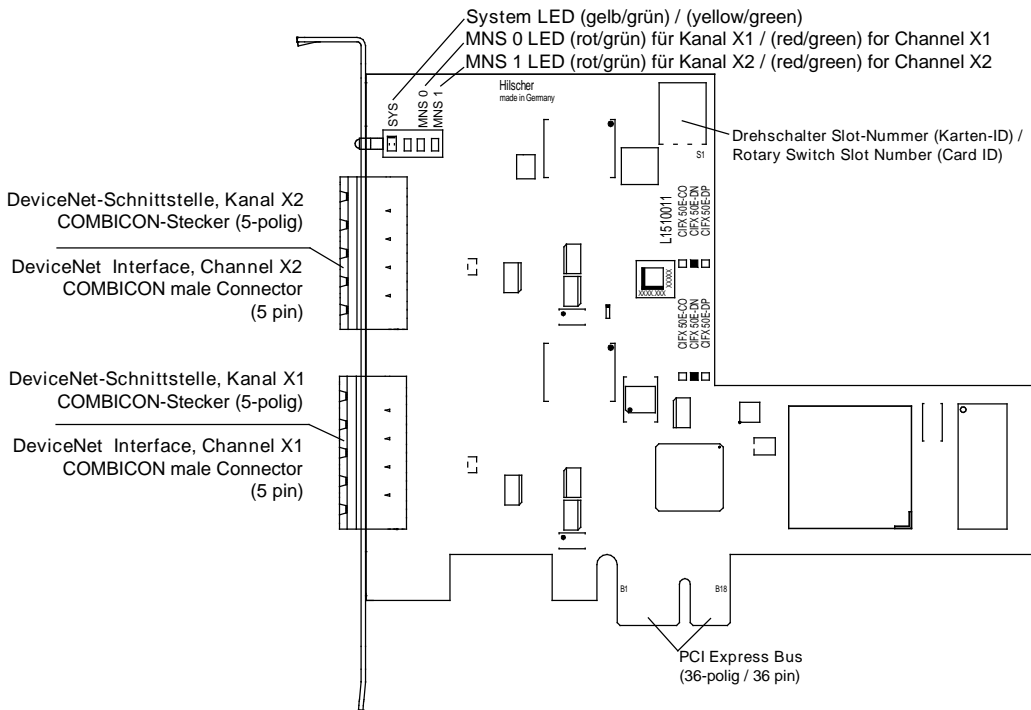 System LED (gelb/grün) / (yellow/green)
MNS 0 LED (rot/grün) für Kanal X1 / (red/green) for Channel X1
MNS 1 LED (rot/grün) für Kanal X2 / (red/green) for Channel X2
SYS
MNS 0
MNS 1
Hilscher
made in Germany
S1
Drehschalter Slot-Nummer (Karten-ID) /
Rotary Switch Slot Number (Card ID)
DeviceNet-Schnittstelle, Kanal X2
COMBICON-Stecker (5-polig)
DeviceNet Interface, Channel X2
COMBICON male Connector
(5 pin)
L1510011
CIFX 50E-CO
CIFX 50E-DN
CIFX 50E-DP
XXXXX
XXXX.XXX
CIFX 50E-CO
CIFX 50E-DN
CIFX 50E-DP
DeviceNet-Schnittstelle, Kanal X1
COMBICON-Stecker (5-polig)
DeviceNet Interface, Channel X1
COMBICON male Connector
(5 pin)
B1
B18
PCI Express Bus
(36-polig / 36 pin)